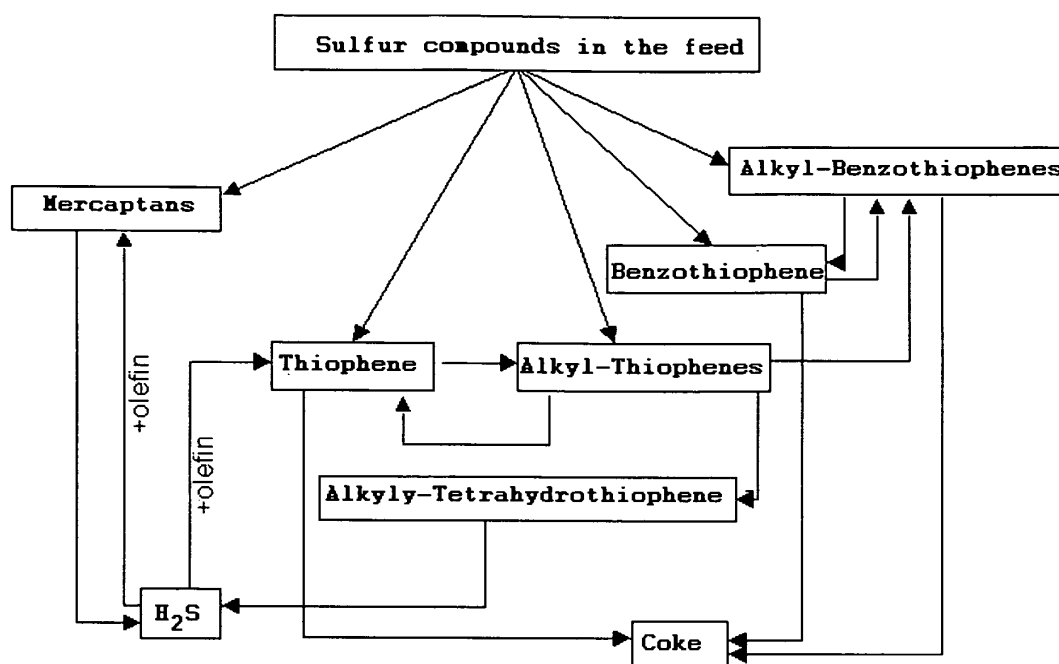 Sulfur compounds in the feed
Alkyl-Benzothiophenes
Mercaptans
Benzothiophene
Thiophene
Alkyl-Thiophenes
+olefin
+olefin
Alkyly-Tetrahydrothiophene
H₂S
Coke